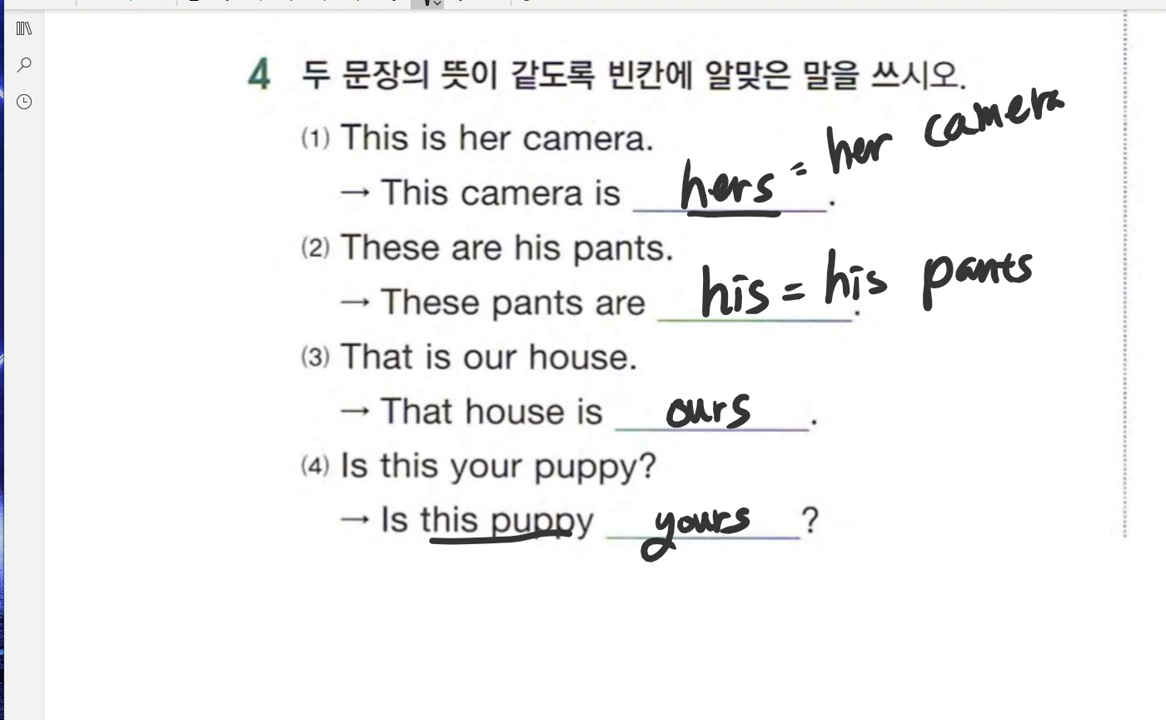 4 두 문장의 뜻이 같도록 빈칸에 알맞은 말을 쓰시오.
(1) This is her camera.
→ This camera is hers. = her camera
(2) These are his pants.
→ These pants are his. = his pants
(3) That is our house.
→ That house is ours.
(4) Is this your puppy?
→ Is this puppy yours?